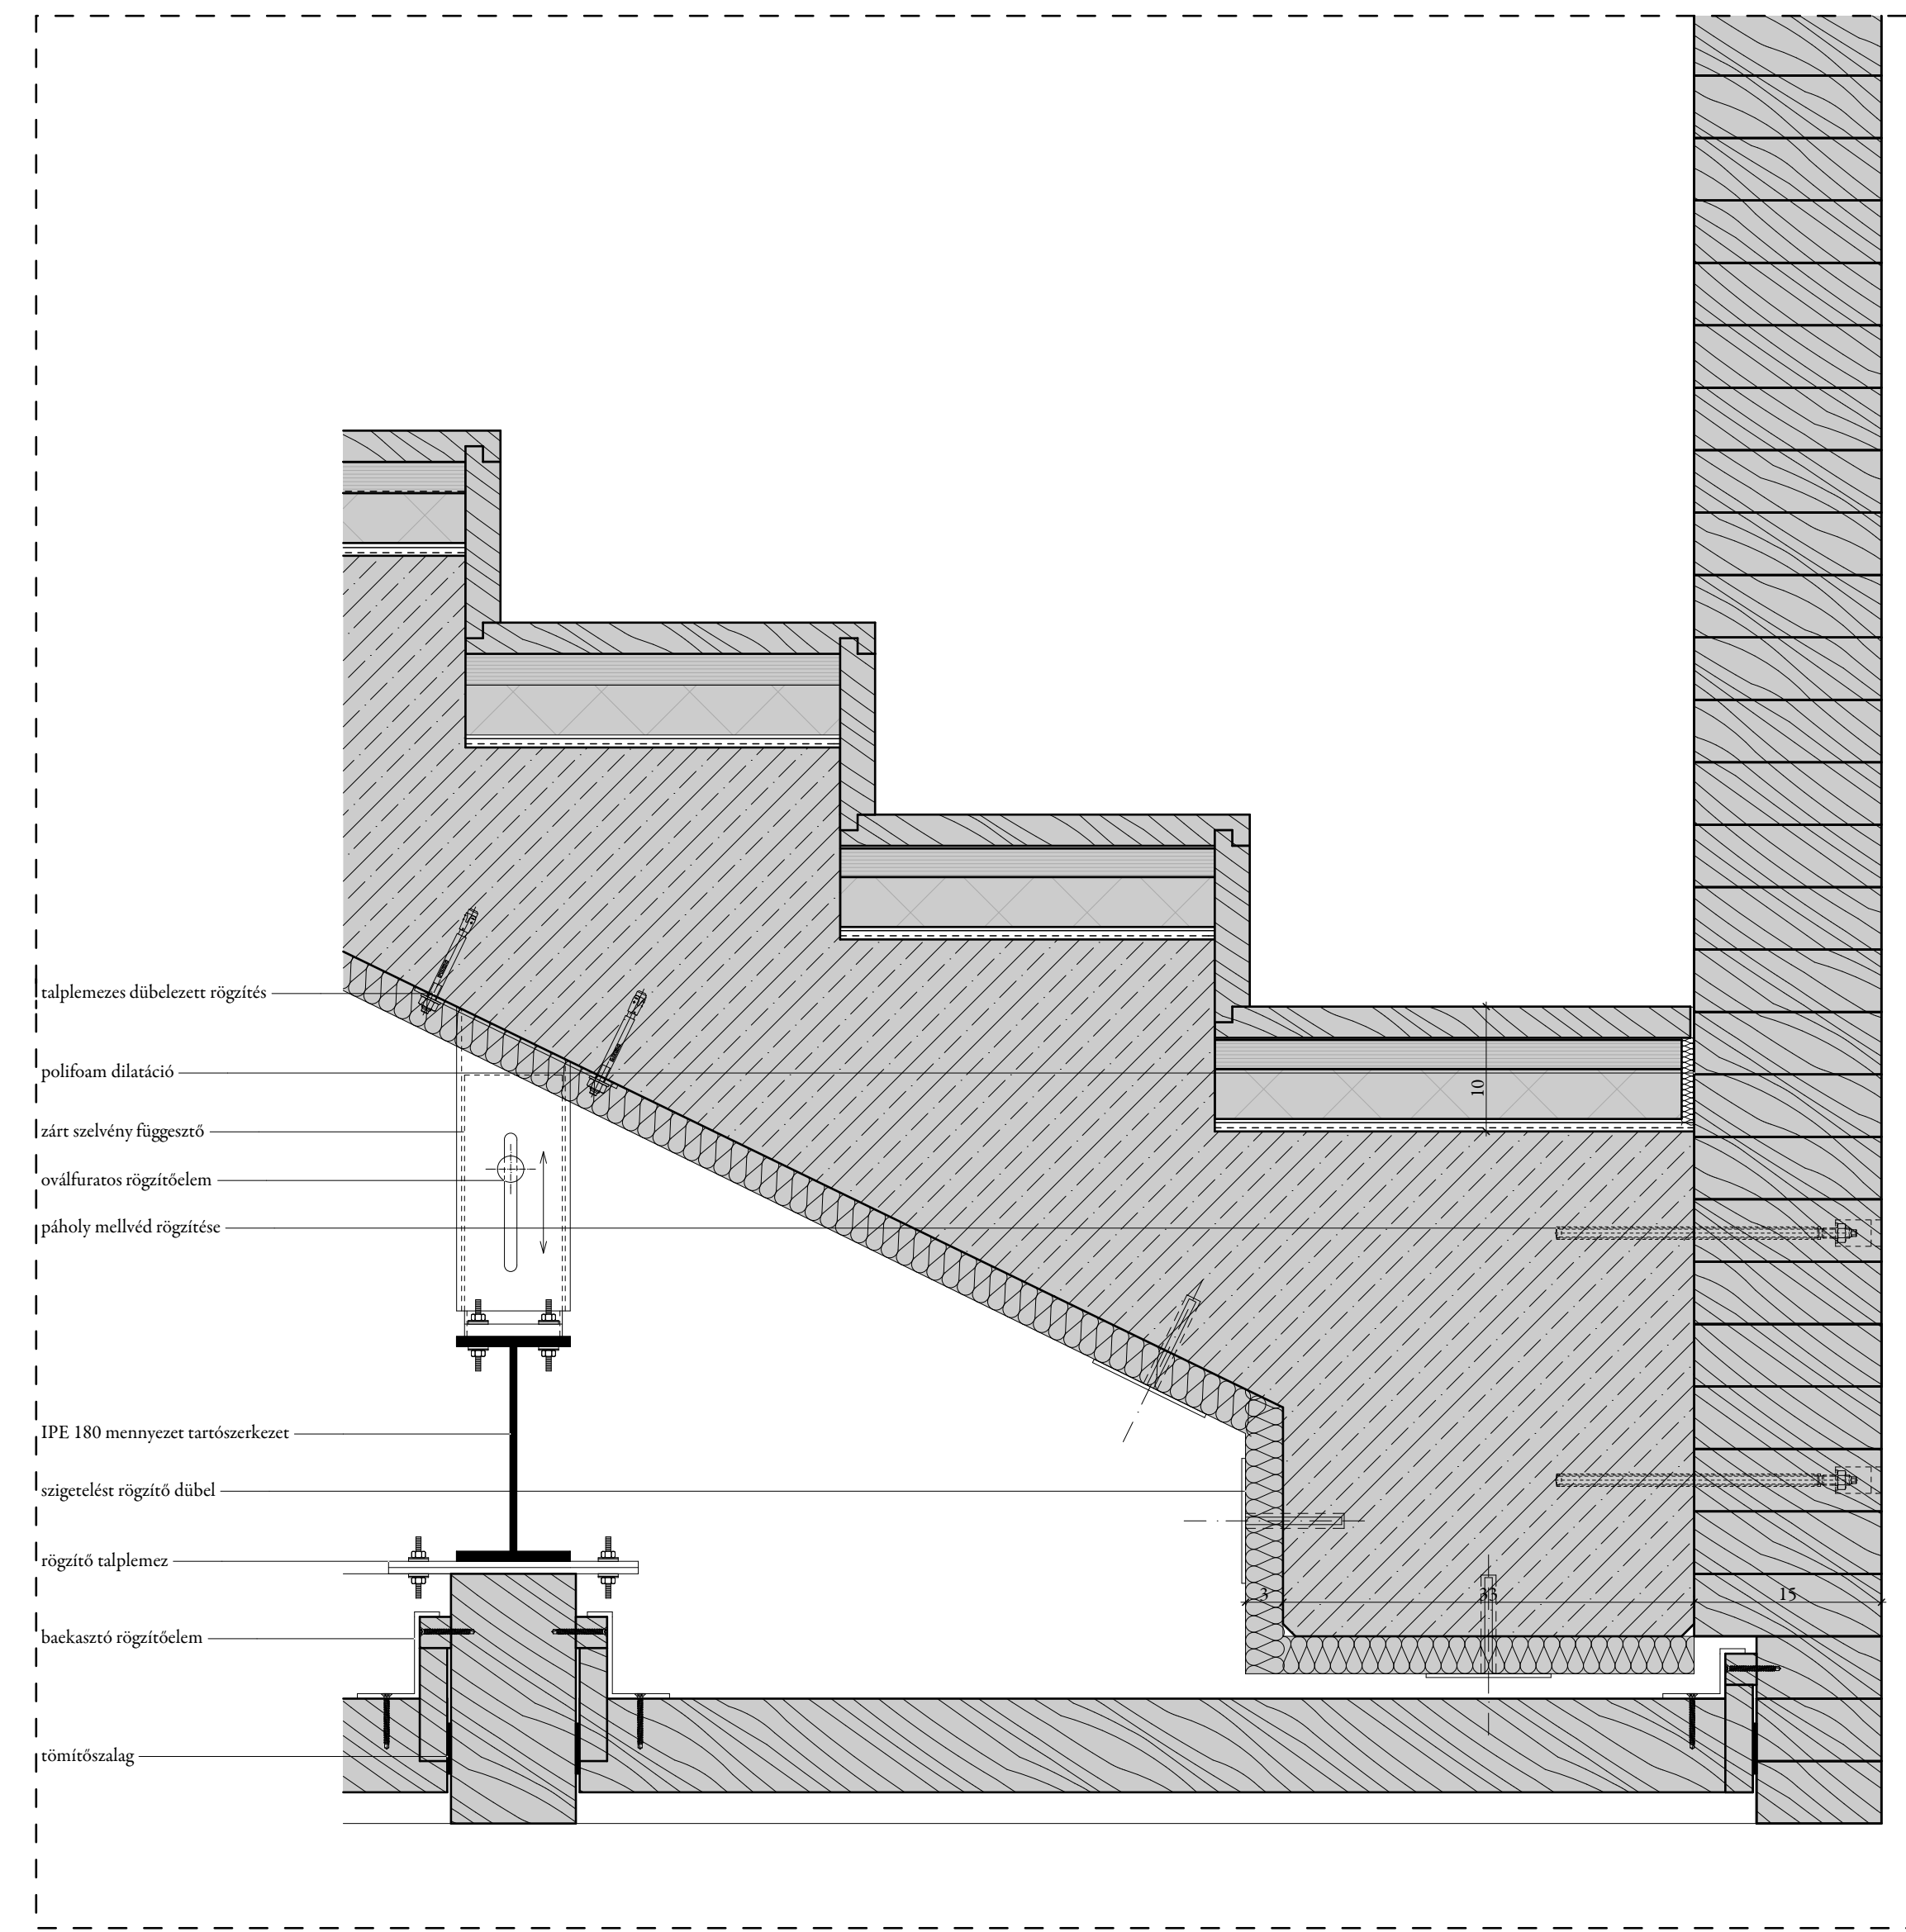 talplemezes dübelezett rögzítés
polifoam dilatáció
10
zárt szelvény függesztő
oválfuratos rögzítőelem
páholy mellvéd rögzítése
IPE 180 mennyezet tartószerkezet
szigetelést rögzítő dübel
rögzítő talplemez
3
33
15
baekasztó rögzítőelem
tömítőszalag